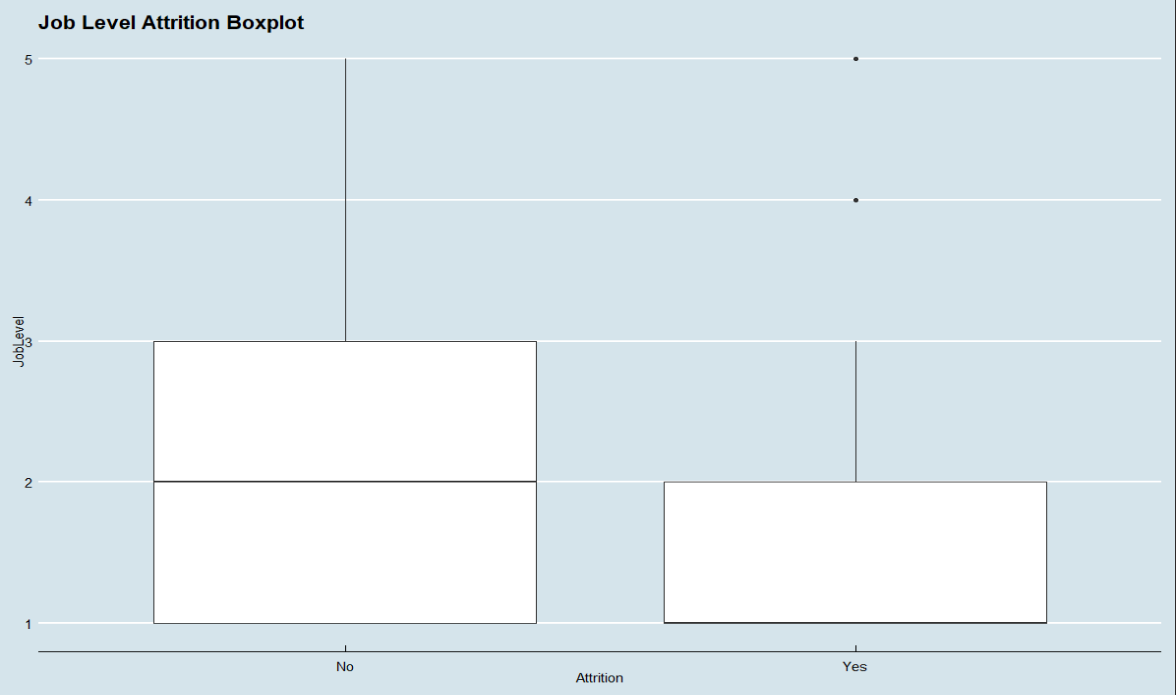 Job Level Attrition Boxplot
5
4
3
2
1
JobLevel
No
Yes
Attrition